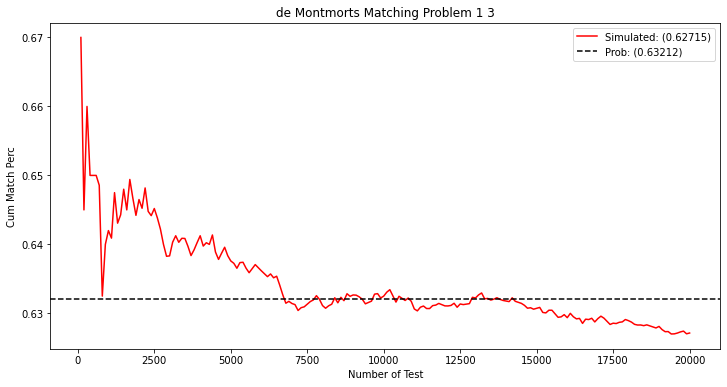 de Montmorts Matching Problem 1 3
Simulated: (0.62715)
Prob: (0.63212)
Cum Match Perc
0.67
0.66
0.65
0.64
0.63
0 2500 5000 7500 10000 12500 15000 17500 20000
Number of Test